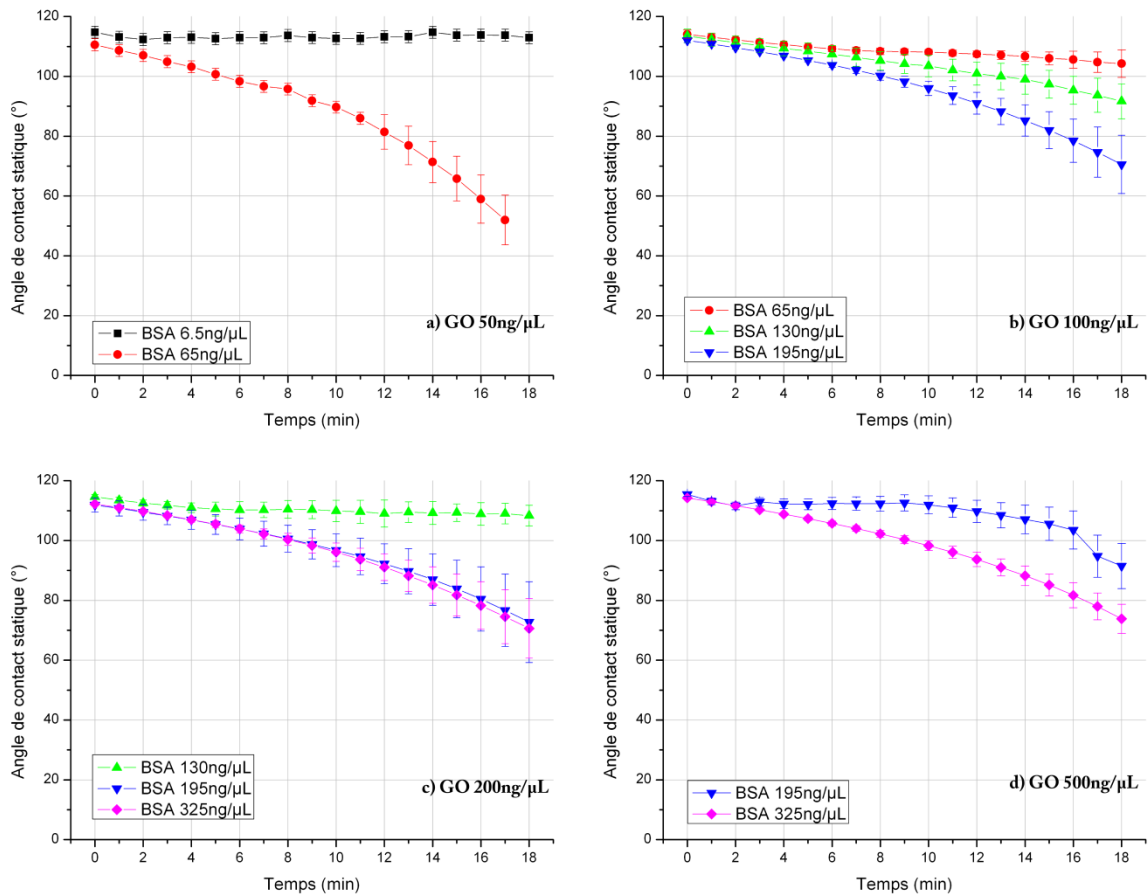 120
100
80
60
40
20
0
Angle de contact statique (°)
BSA 6.5ng/µL
BSA 65ng/µL
a) GO 50ng/µL
0 2 4 6 8 10 12 14 16 18
Temps (min)
120
100
80
60
40
20
0
Angle de contact statique (°)
BSA 65ng/µL
BSA 130ng/µL
BSA 195ng/µL
b) GO 100ng/µL
0 2 4 6 8 10 12 14 16 18
Temps (min)
120
100
80
60
40
20
0
Angle de contact statique (°)
BSA 130ng/µL
BSA 195ng/µL
BSA 325ng/µL
c) GO 200ng/µL
0 2 4 6 8 10 12 14 16 18
Temps (min)
120
100
80
60
40
20
0
Angle de contact statique (°)
BSA 195ng/µL
BSA 325ng/µL
d) GO 500ng/µL
0 2 4 6 8 10 12 14 16 18
Temps (min)